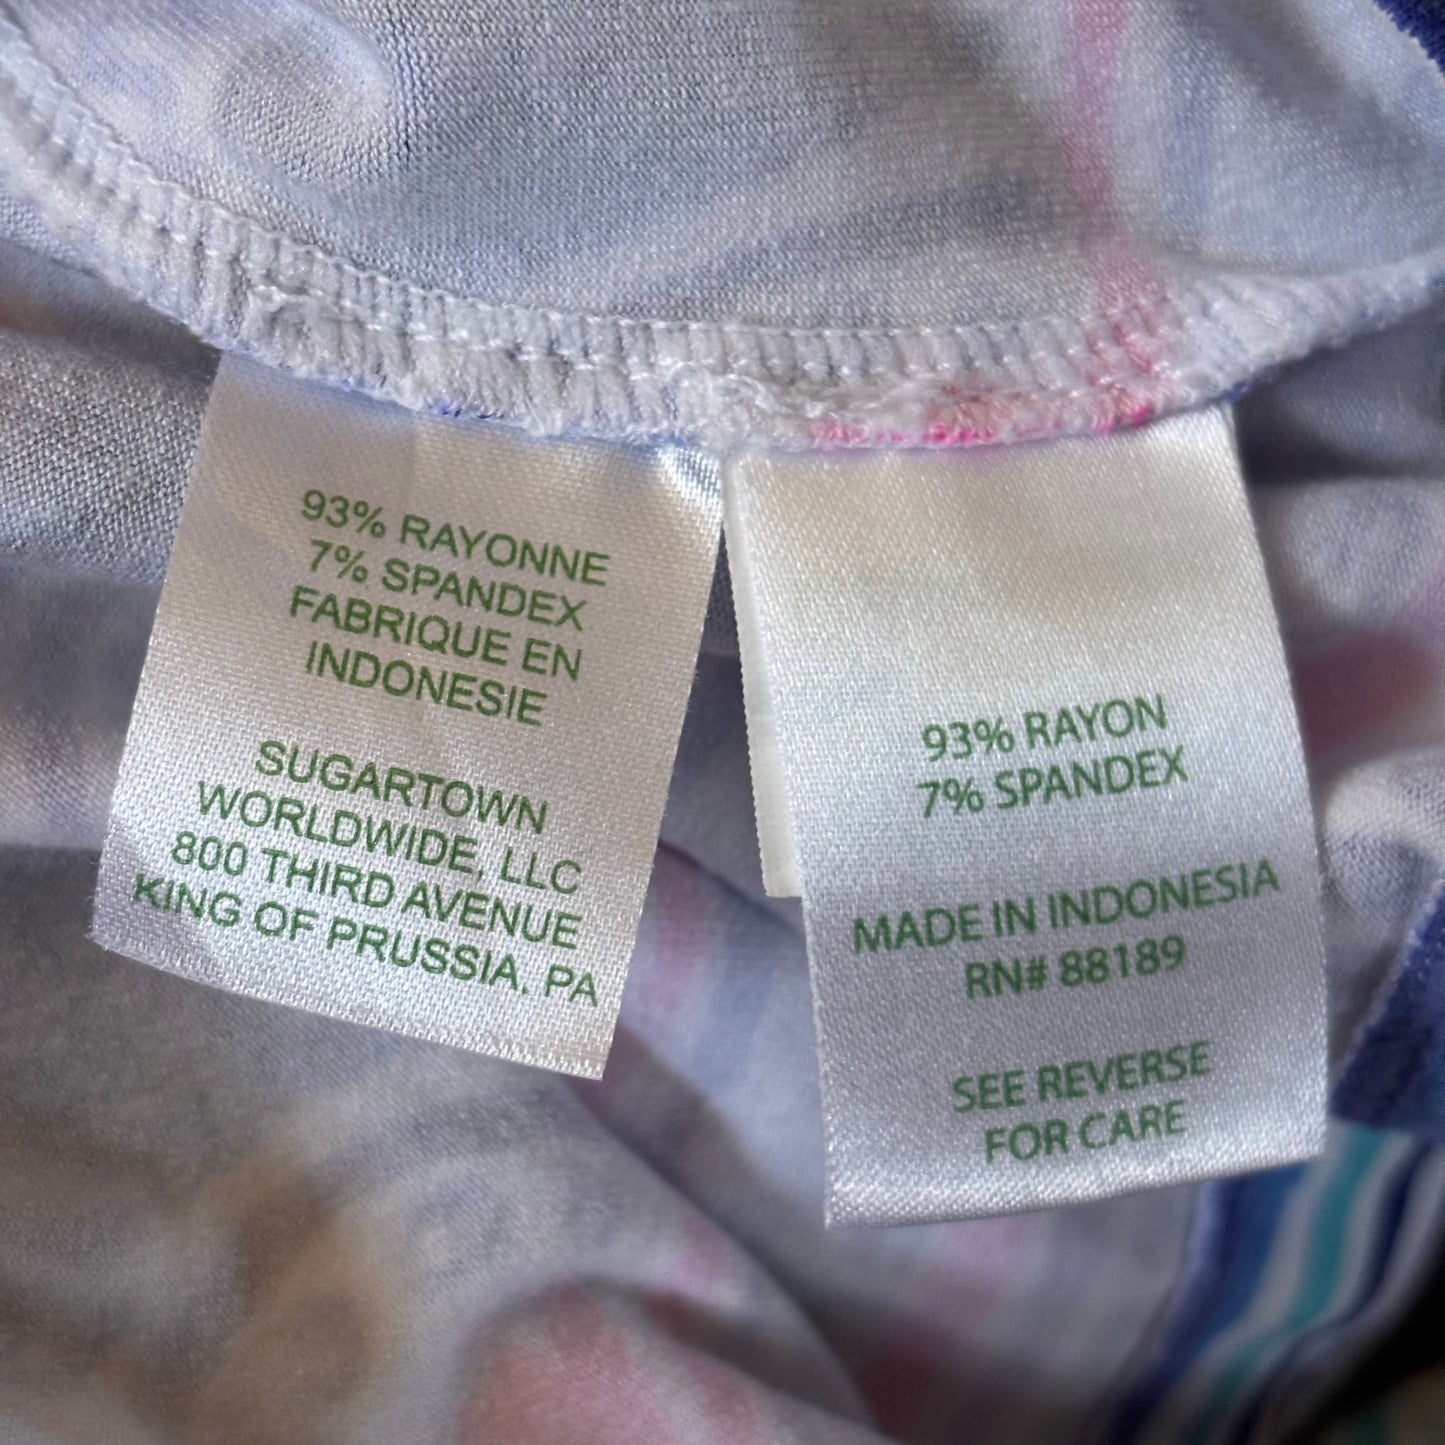 93% RAYONNE
7% SPANDEX
FABRIQUE EN
INDONESIE
SUGARTOWN
WORLDWIDE, LLC
800 THIRD AVENUE
KING OF PRUSSIA, PA
93% RAYON
7% SPANDEX
MADE IN INDONESIA
RN# 88189
SEE REVERSE
FOR CARE